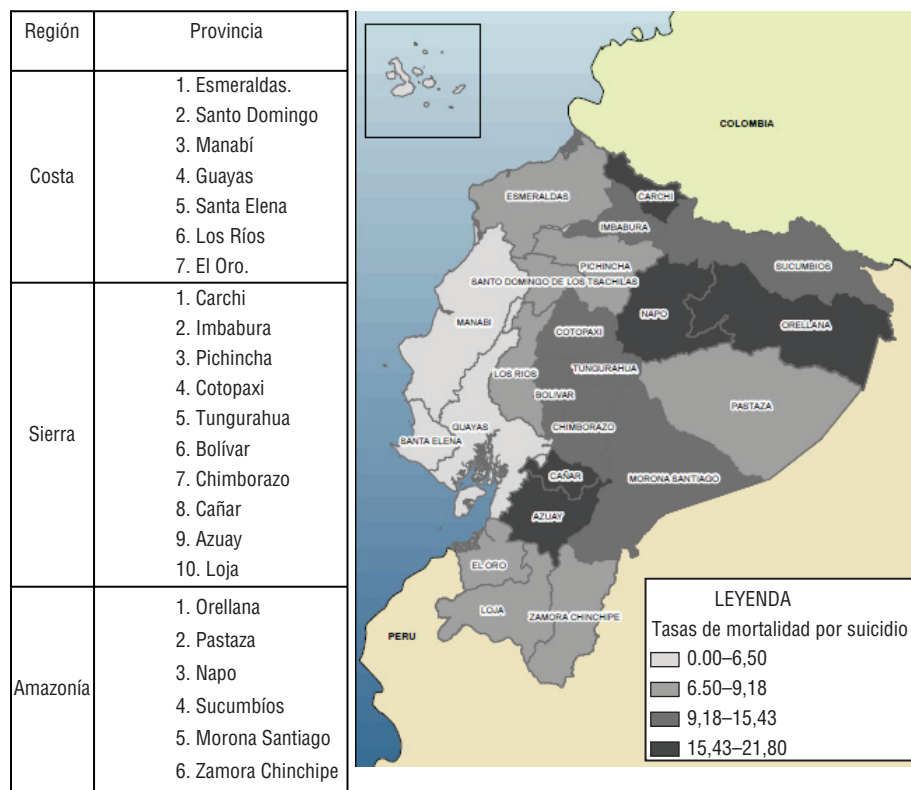 Región Provincia
Costa
1. Esmeraldas.
2. Santo Domingo
3. Manabí
4. Guayas
5. Santa Elena
6. Los Ríos
7. El Oro.
Sierra
1. Carchi
2. Imbabura
3. Pichincha
4. Cotopaxi
5. Tungurahua
6. Bolívar
7. Chimborazo
8. Cañar
9. Azuay
10. Loja
Amazonía
1. Orellana
2. Pastaza
3. Napo
4. Sucumbíos
5. Morona Santiago
6. Zamora Chinchipe
COLOMBIA
ESMERALDAS
CARCHI
IMBABURA
SUCUMBIOS
PICHINCHA
SANTO DOMINGO DE LOS TSACHILAS
NAPO
ORELLANA
MANABI
COTOPAXI
LOS RIOS
TUNGURAHUA
BOLIVAR
PASTAZA
GUAYAS
CHIMBORAZO
SANTA ELENA
CAÑAR
MORONA SANTIAGO
AZUAY
EL ORO
LOJA
ZAMORA CHINCHIPE
PERU
LEYENDA
Tasas de mortalidad por suicidio
0.00–6,50
6.50–9,18
9,18–15,43
15,43–21,80